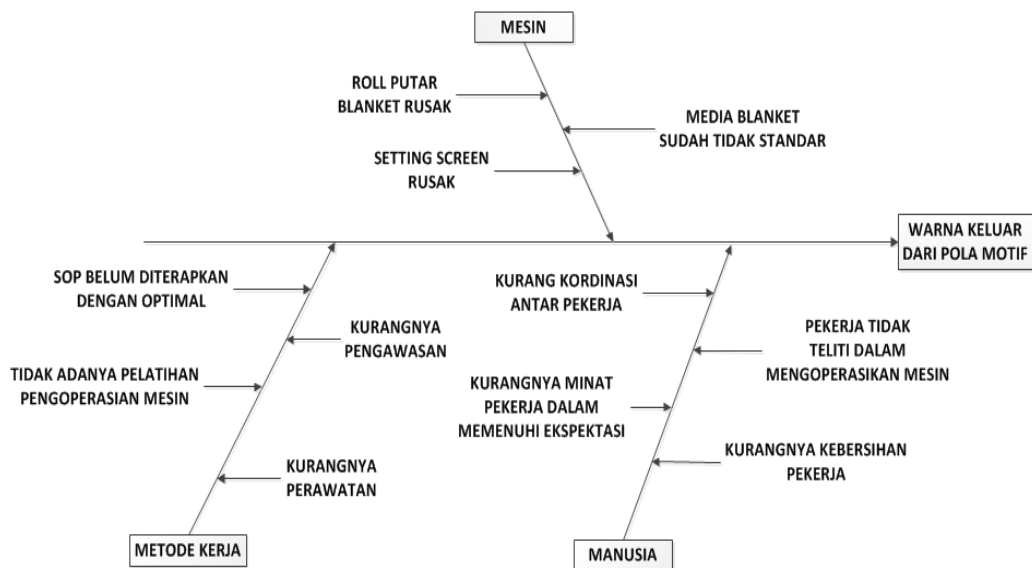 MESIN
ROLL PUTAR
BLANKET RUSAK
MEDIA BLANKET
SUDAH TIDAK STANDAR
SETTING SCREEN
RUSAK
WARNA KELUAR
DARI POLA MOTIF
SOP BELUM DITERAPKAN
DENGAN OPTIMAL
KURANGNYA
PENGAWASAN
TIDAK ADANYA PELATIHAN
PENGOPERASIAN MESIN
KURANGNYA
PERAWATAN
METODE KERJA
KURANG KORDINASI
ANTAR PEKERJA
PEKERJA TIDAK
TELITI DALAM
MENGOPERASIKAN MESIN
KURANGNYA MINAT
PEKERJA DALAM
MEMENUHI EKSPEKTASI
KURANGNYA KEBERSIHAN
PEKERJA
MANUSIA